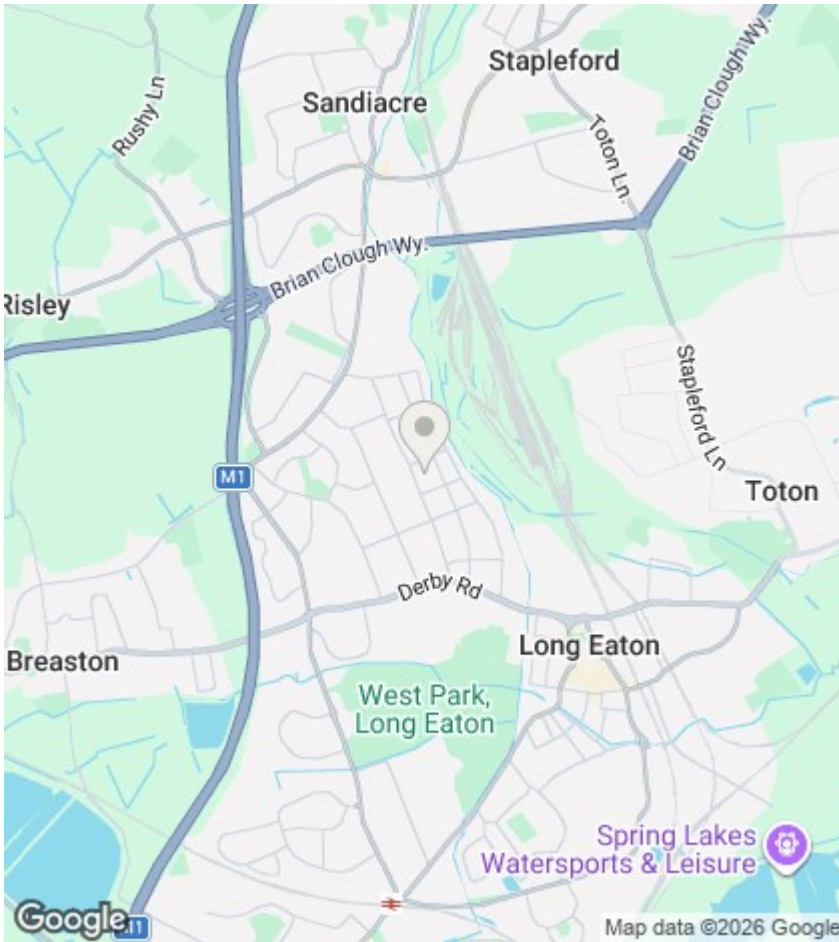 Stapleford
Sandiacre
Rushy Ln
Toton Ln.
Brian Clough Wy.
Brian Clough Wy.
Risley
Stapleford Ln
M1
Toton
Derby Rd
Long Eaton
Breaston
West Park,
Long Eaton
Spring Lakes
Watersports & Leisure
Google
M1
Map data ©2026 Google